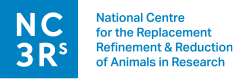 NC
3Rs
National Centre
for the Replacement
Refinement & Reduction
of Animals in Research